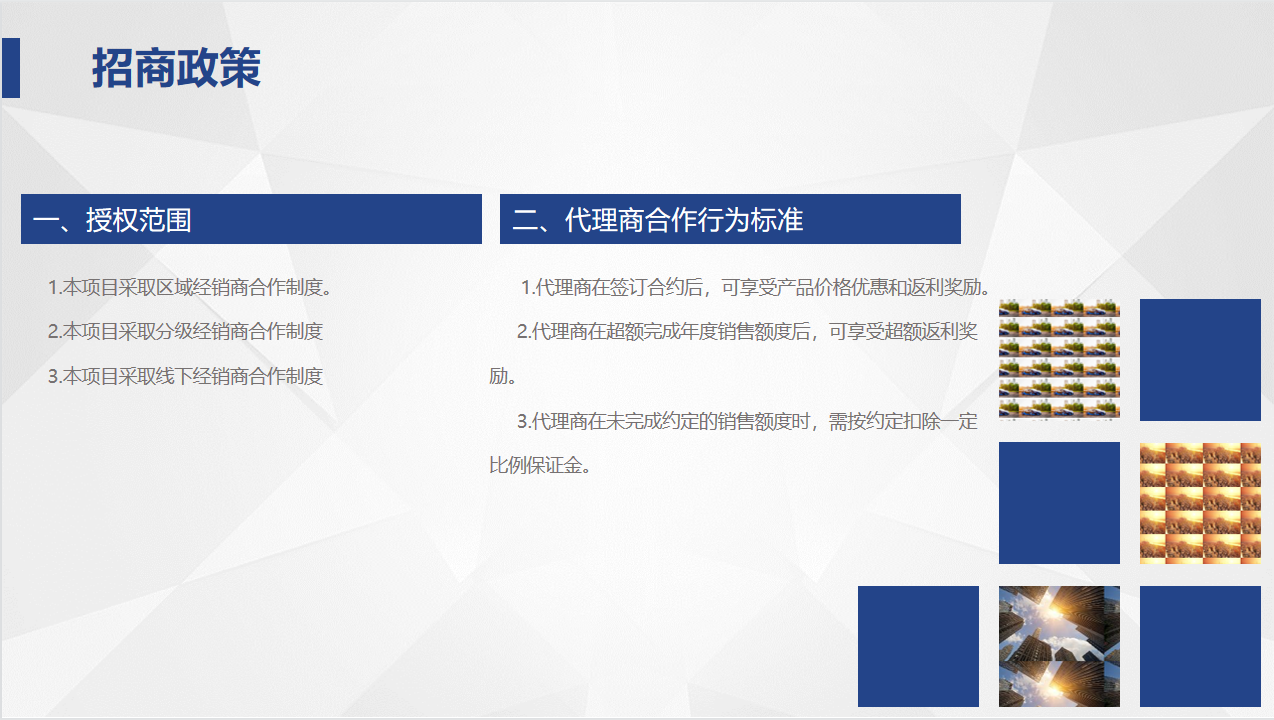 招商政策
一、授权范围
1.本项目采取区域经销商合作制度。
2.本项目采取分级经销商合作制度
3.本项目采取线下经销商合作制度
二、代理商合作行为标准
1.代理商在签订合约后，可享受产品价格优惠和返利奖励。
2.代理商在超额完成年度销售额度后，可享受超额返利奖
励。
3.代理商在未完成约定的销售额度时，需按约定扣除一定
比例保证金。